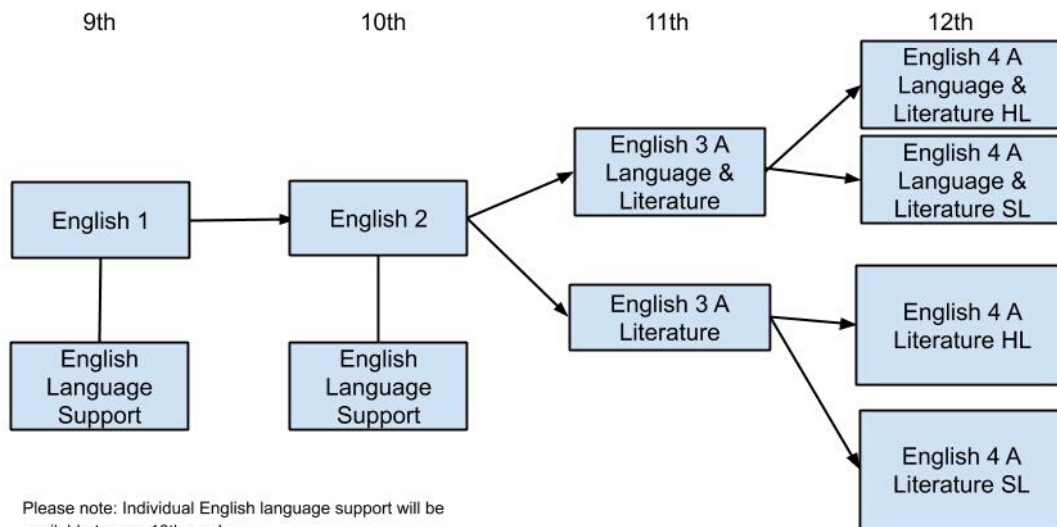 9th
10th
11th
12th
English 1
English
Language
Support
English 2
English
Language
Support
English 3 A
Language &
Literature
English 3 A
Literature
English 4 A
Language &
Literature HL
English 4 A
Language &
Literature SL
English 4 A
Literature HL
English 4 A
Literature SL
Please note: Individual English language support will be